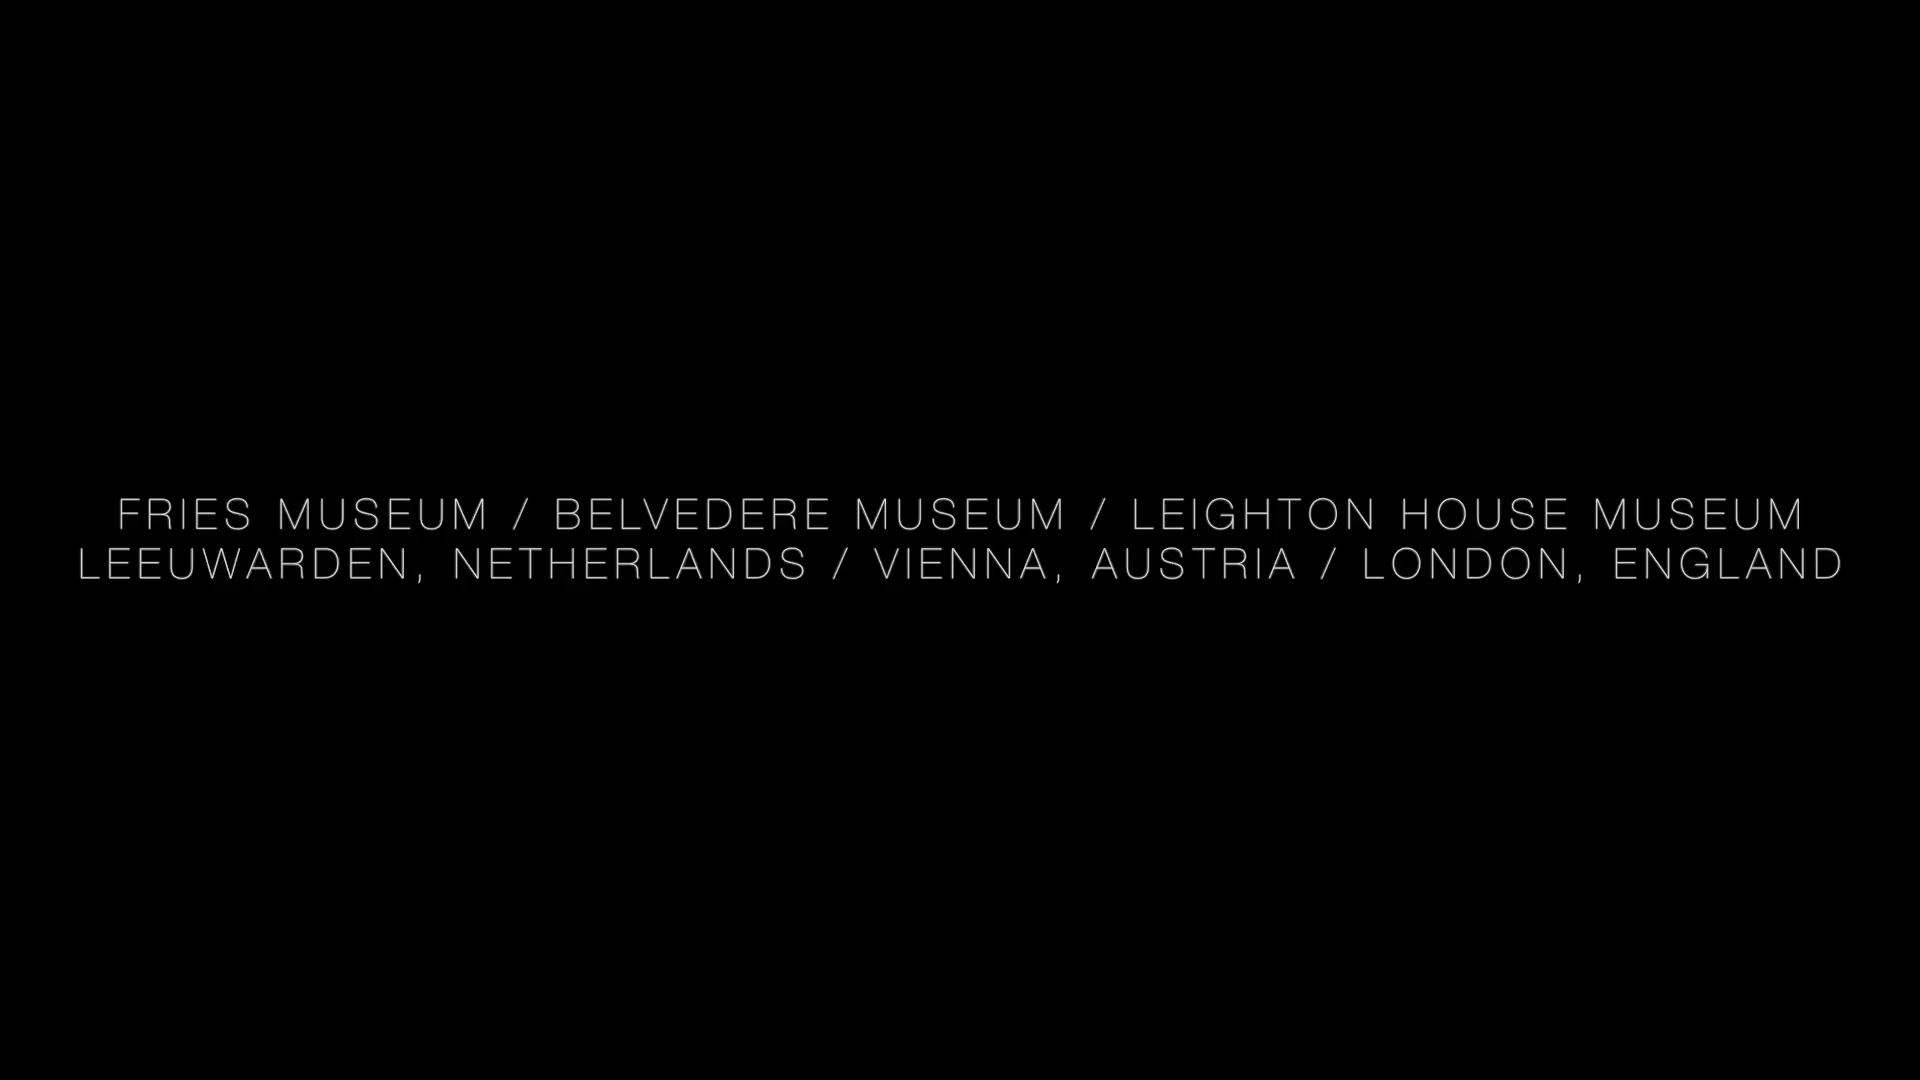 FRIES MUSEUM / BELVEDERE MUSEUM / LEIGHTON HOUSE MUSEUM
LEEUWARDEN, NETHERLANDS / VIENNA, AUSTRIA / LONDON, ENGLAND